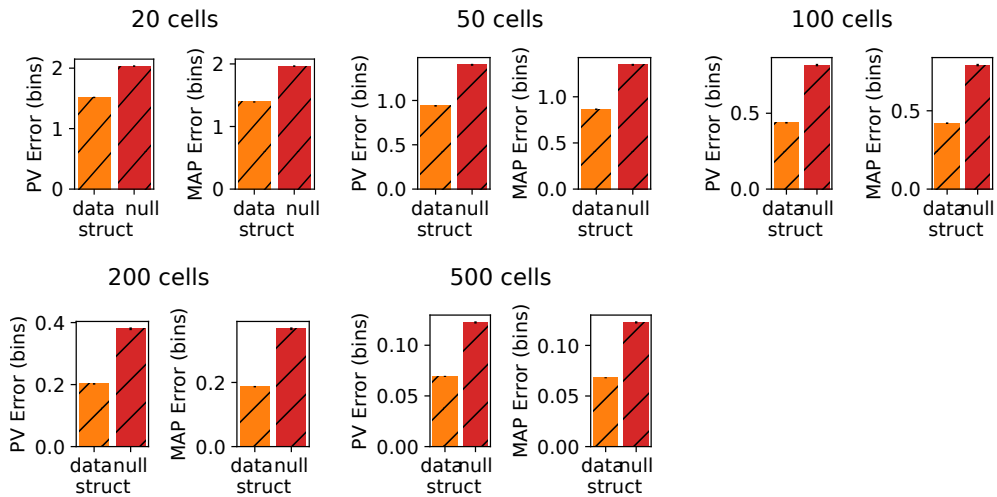 20 cells
50 cells
100 cells
PV Error (bins)
2
1
0
data null
struct
MAP Error (bins)
2
1
0
data null
struct
PV Error (bins)
1.0
0.5
0.0
data null
struct
MAP Error (bins)
1.0
0.5
0.0
data null
struct
PV Error (bins)
0.5
0.0
data null
struct
MAP Error (bins)
0.5
0.0
data null
struct
200 cells
500 cells
PV Error (bins)
0.4
0.2
0.0
data null
struct
MAP Error (bins)
0.2
0.0
data null
struct
PV Error (bins)
0.10
0.05
0.00
data null
struct
MAP Error (bins)
0.10
0.05
0.00
data null
struct